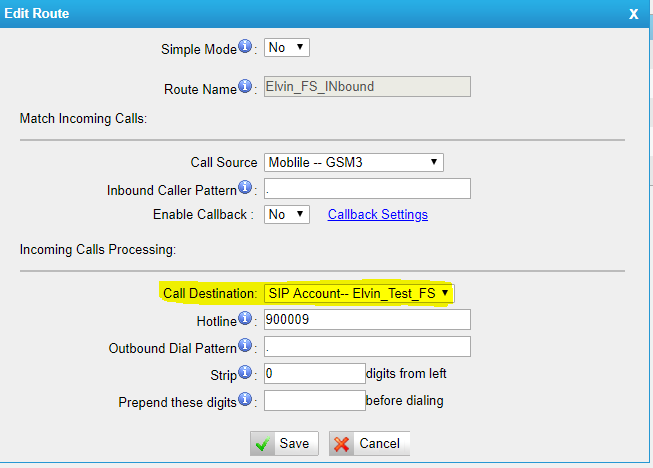 Edit Route X
Simple Mode : No
Route Name : Elvin_FS_INbound
Match Incoming Calls:
Call Source Moblile -- GSM3
Inbound Caller Pattern : .
Enable Callback : No Callback Settings
Incoming Calls Processing:
Call Destination: SIP Account-- Elvin_Test_FS
Hotline : 900009
Outbound Dial Pattern : .
Strip : 0 digits from left
Prepend these digits : before dialing
Save Cancel